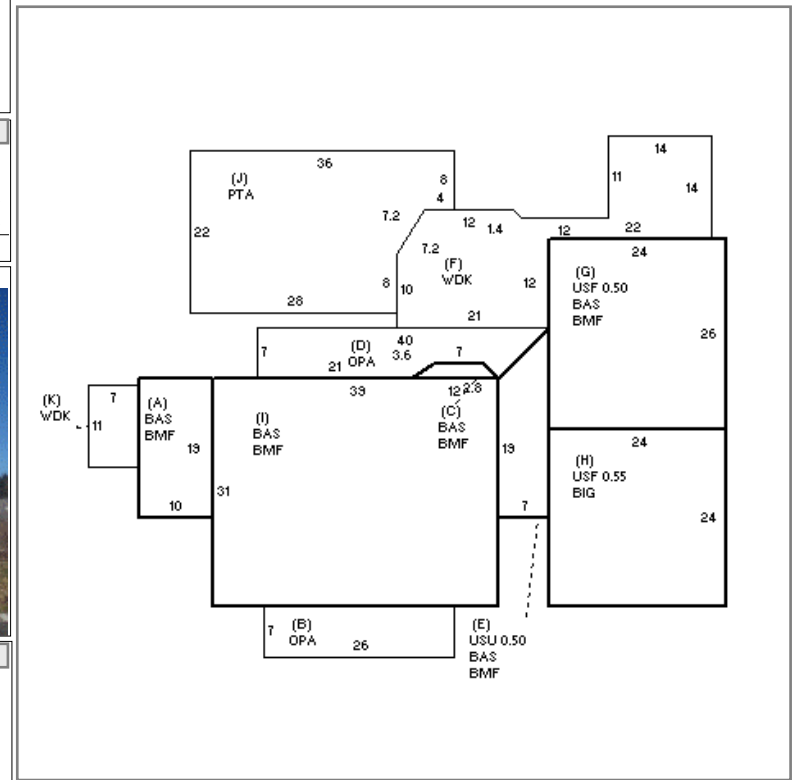 14
36
11
(J)
PTA
8
14
4
7.2
12
1.4
12
22
22
7.2
24
(F)
WDK
(G)
USF 0.50
BAS
BMF
8
10
12
28
21
26
7
(D)
OPA
40
3.6
7
21
39
12
2.8
7
(K)
WDK
11
(A)
BAS
BMF
(I)
BAS
BMF
(C)
BAS
BMF
19
19
24
(H)
USF 0.55
BIG
31
10
7
24
7
(B)
OPA
26
(E)
USU 0.50
BAS
BMF